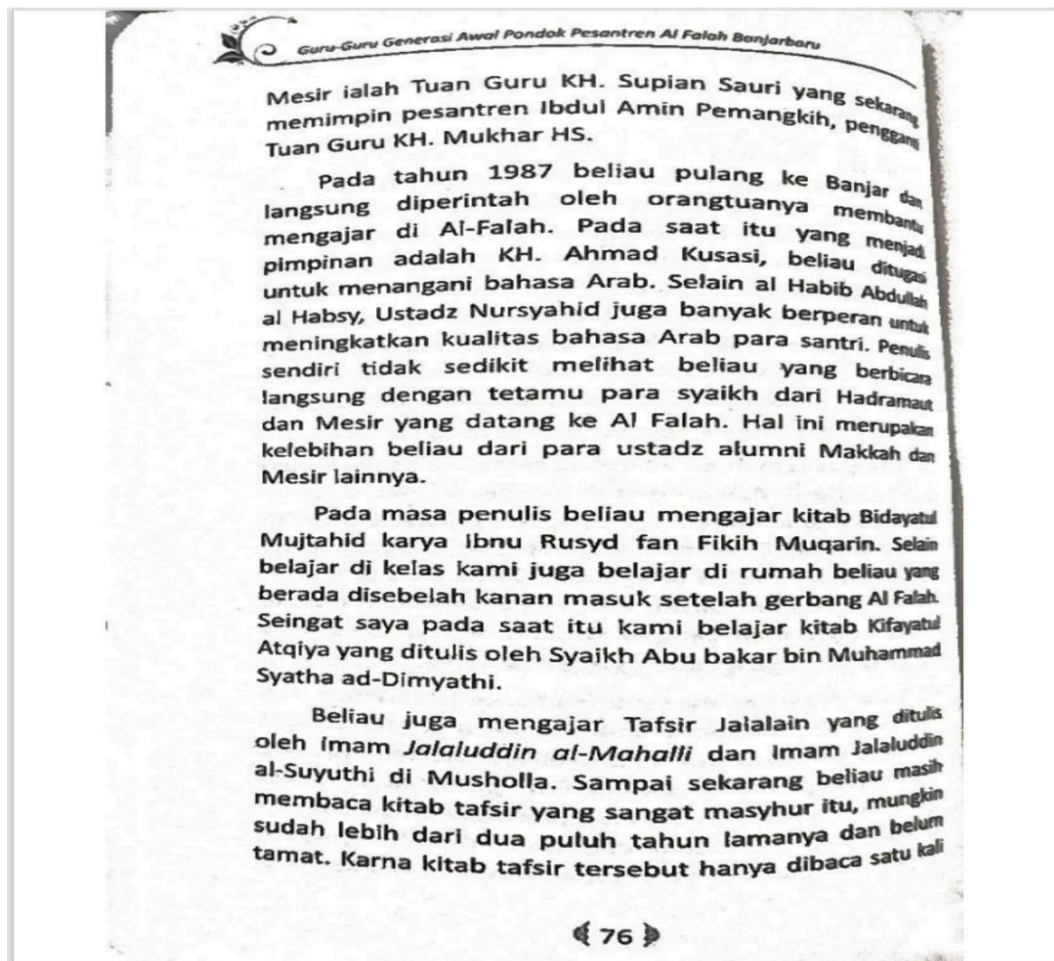 Guru-Guru Generasi Awal Pondok Pesantren Al Falah Banjarbaru
Mesir ialah Tuan Guru KH. Supian Sauri yang sekarang
memimpin pesantren Ibdul Amin Pemangkih, pengganti
Tuan Guru KH. Mukhar HS.
Pada tahun 1987 beliau pulang ke Banjar dan
langsung diperintah oleh orangtuanya membantu
mengajar di Al-Falah. Pada saat itu yang menjadi
pimpinan adalah KH. Ahmad Kusasi, beliau ditugasi
untuk menangani bahasa Arab. Selain al Habib Abdullah
al Habsy, Ustadz Nursyahid juga banyak berperan untuk
meningkatkan kualitas bahasa Arab para santri. Penulis
sendiri tidak sedikit melihat beliau yang berbicara
langsung dengan tetamu para syaikh dari Hadramaut
dan Mesir yang datang ke Al Falah. Hal ini merupakan
kelebihan beliau dari para ustadz alumni Makkah dan
Mesir lainnya.
Pada masa penulis beliau mengajar kitab Bidayatul
Mujtahid karya Ibnu Rusyd fan Fikih Muqarin. Selain
belajar di kelas kami juga belajar di rumah beliau yang
berada disebelah kanan masuk setelah gerbang Al Falah.
Seingat saya pada saat itu kami belajar kitab Kifayatul
Atqiya yang ditulis oleh Syaikh Abu bakar bin Muhammad
Syatha ad-Dimyathi.
Beliau juga mengajar Tafsir Jalalain yang ditulis
oleh Imam Jalaluddin al-Mahalli dan Imam Jalaluddin
al-Suyuthi di Musholla. Sampai sekarang beliau masih
membaca kitab tafsir yang sangat masyhur itu, mungkin
sudah lebih dari dua puluh tahun lamanya dan belum
tamat. Karna kitab tafsir tersebut hanya dibaca satu kali
76